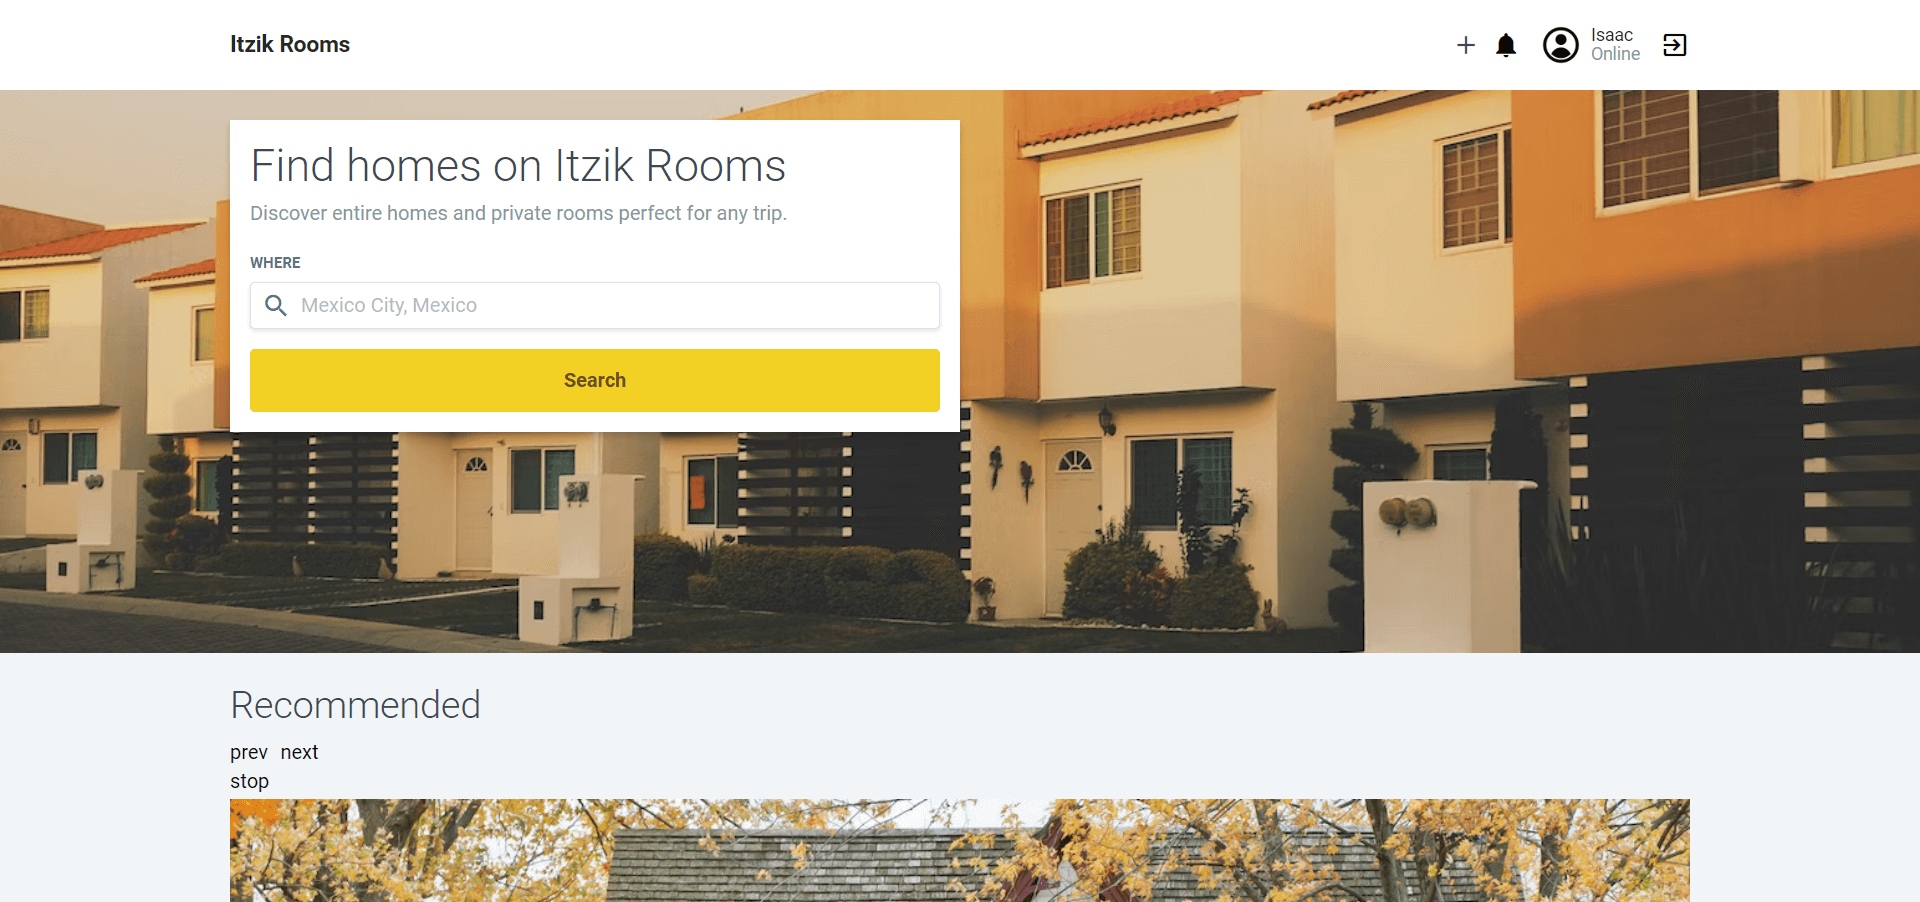 Itzik Rooms
Isaac
Online
Find homes on Itzik Rooms
Discover entire homes and private rooms perfect for any trip.
WHERE
Mexico City, Mexico
Search
Recommended
prev next
stop